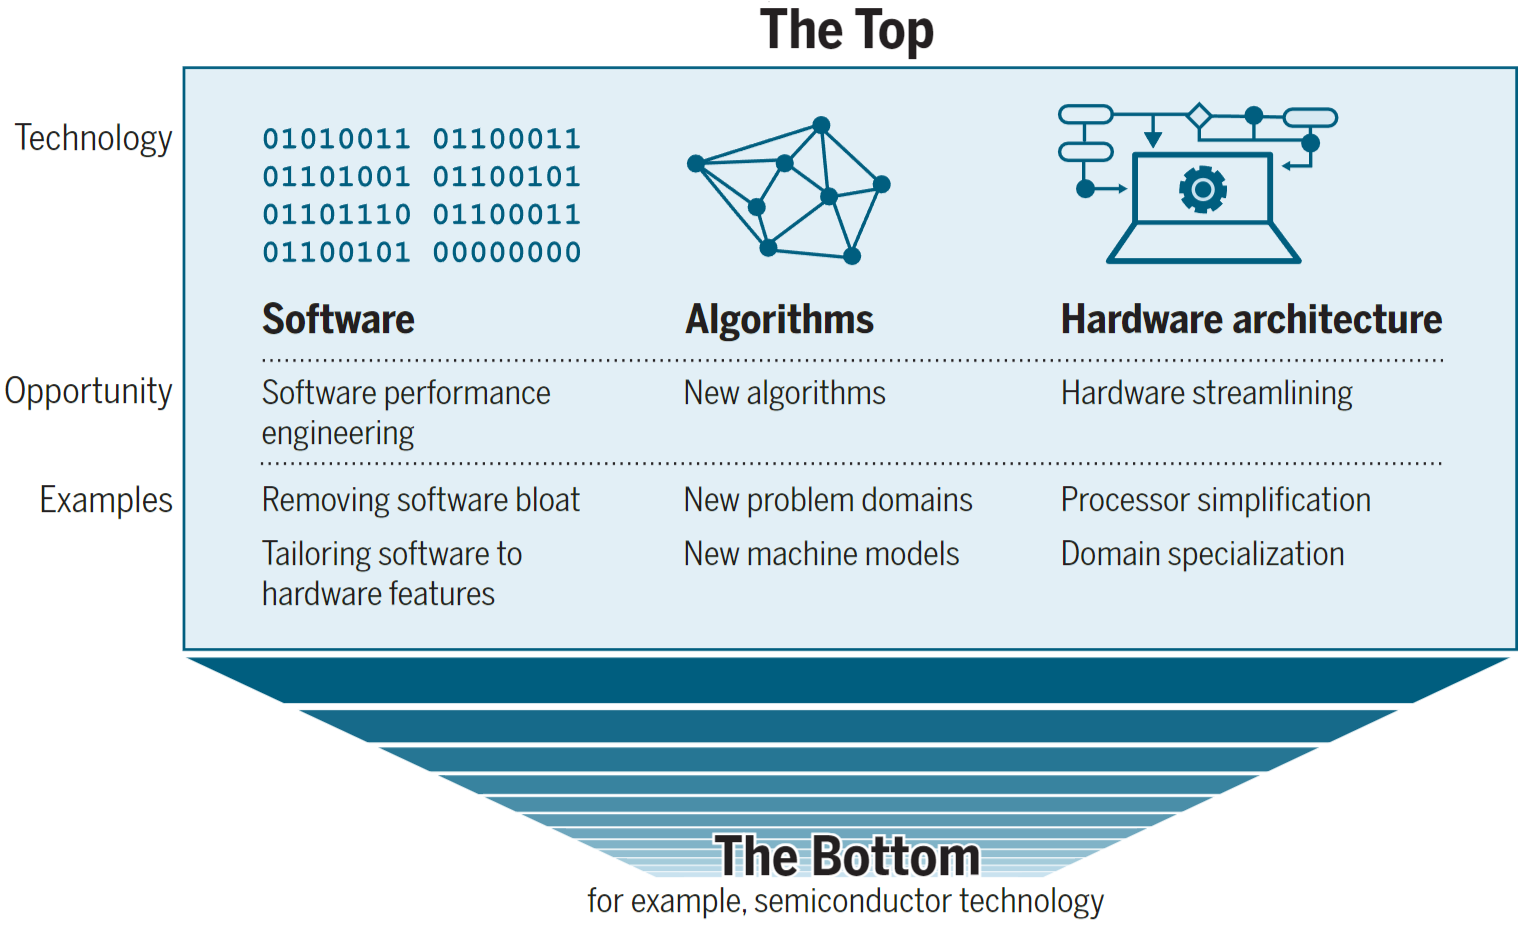 The Top
Technology
01010011 01100011
01101001 01100101
01101110 01100011
01100101 00000000
Software
Algorithms
Hardware architecture
Opportunity
Software performance
engineering
New algorithms
Hardware streamlining
Examples
Removing software bloat
New problem domains
Processor simplification
Tailoring software to
hardware features
New machine models
Domain specialization
The Bottom
for example, semiconductor technology